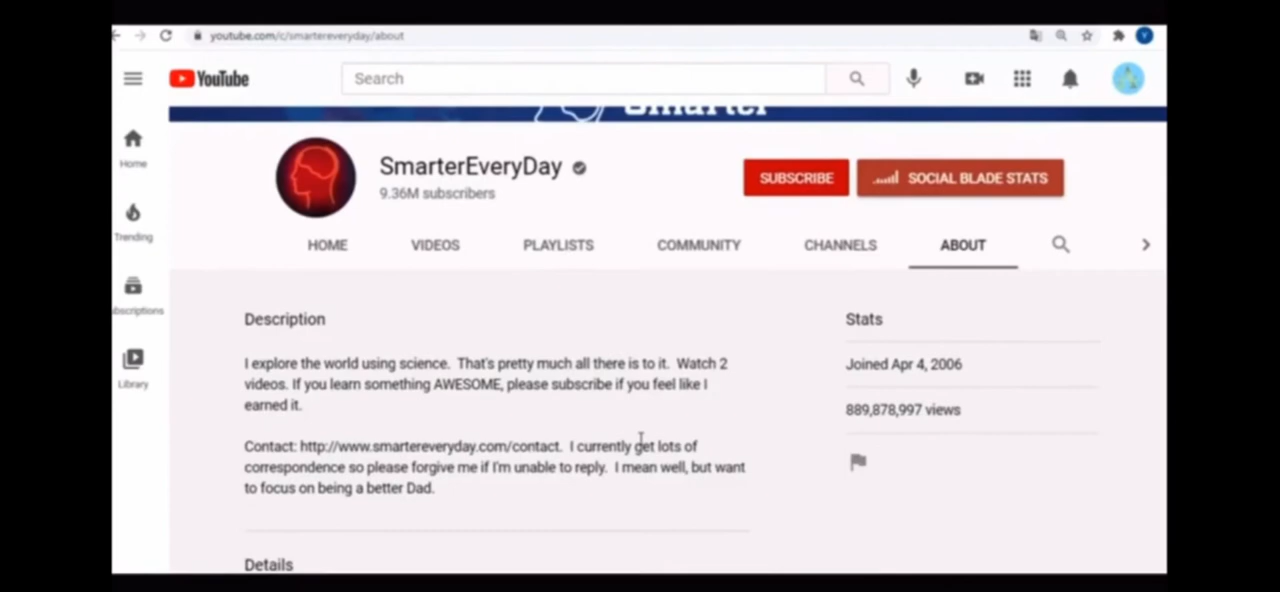 youtube.com/c/smartereveryday/about
YouTube
Search
Smarter
Home
Trending
ubscriptions
Library
SmarterEveryDay
9.36M subscribers
SUBSCRIBE
SOCIAL BLADE STATS
HOME VIDEOS PLAYLISTS COMMUNITY CHANNELS ABOUT
Description
I explore the world using science. That's pretty much all there is to it. Watch 2
videos. If you learn something AWESOME, please subscribe if you feel like I
earned it.
Contact: http://www.smartereveryday.com/contact. I currently get lots of
correspondence so please forgive me if I'm unable to reply. I mean well, but want
to focus on being a better Dad.
Details
Stats
Joined Apr 4, 2006
889,878,997 views